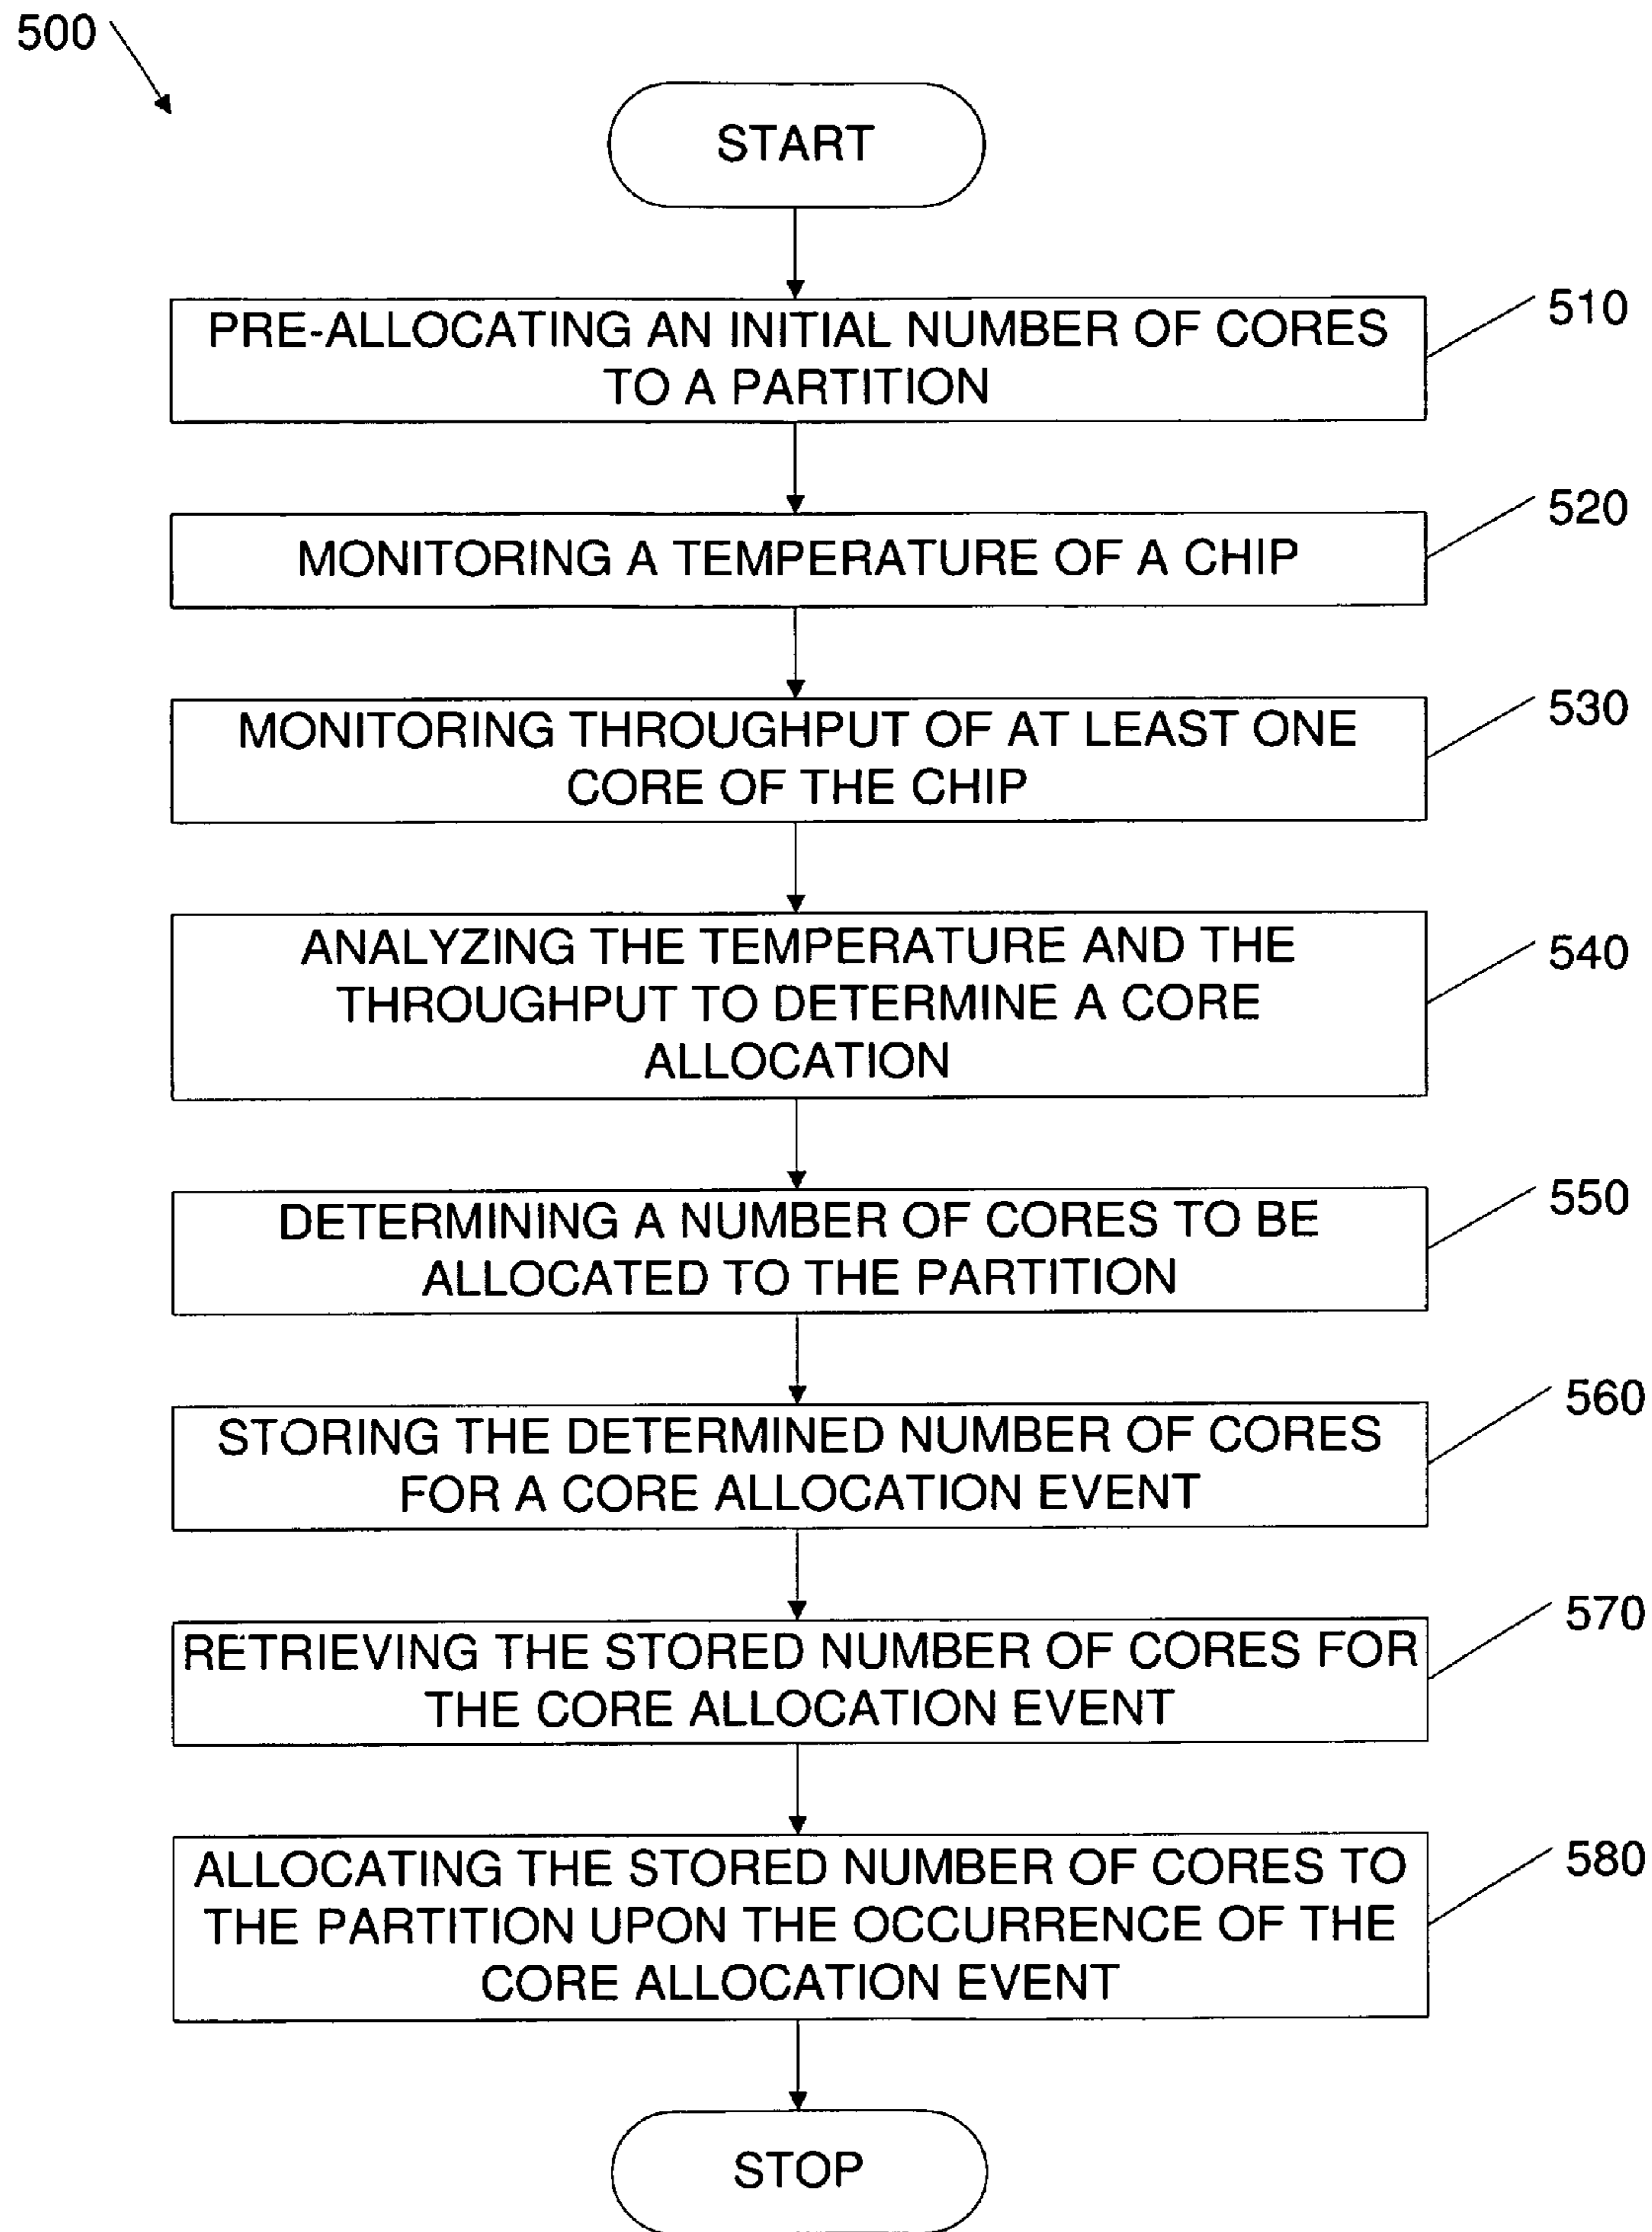 500
START
PRE-ALLOCATING AN INITIAL NUMBER OF CORES
TO A PARTITION
510
MONITORING A TEMPERATURE OF A CHIP
520
MONITORING THROUGHPUT OF AT LEAST ONE
CORE OF THE CHIP
530
ANALYZING THE TEMPERATURE AND THE
THROUGHPUT TO DETERMINE A CORE
ALLOCATION
540
DETERMINING A NUMBER OF CORES TO BE
ALLOCATED TO THE PARTITION
550
STORING THE DETERMINED NUMBER OF CORES
FOR A CORE ALLOCATION EVENT
560
RETRIEVING THE STORED NUMBER OF CORES FOR
THE CORE ALLOCATION EVENT
570
ALLOCATING THE STORED NUMBER OF CORES TO
THE PARTITION UPON THE OCCURRENCE OF THE
CORE ALLOCATION EVENT
580
STOP